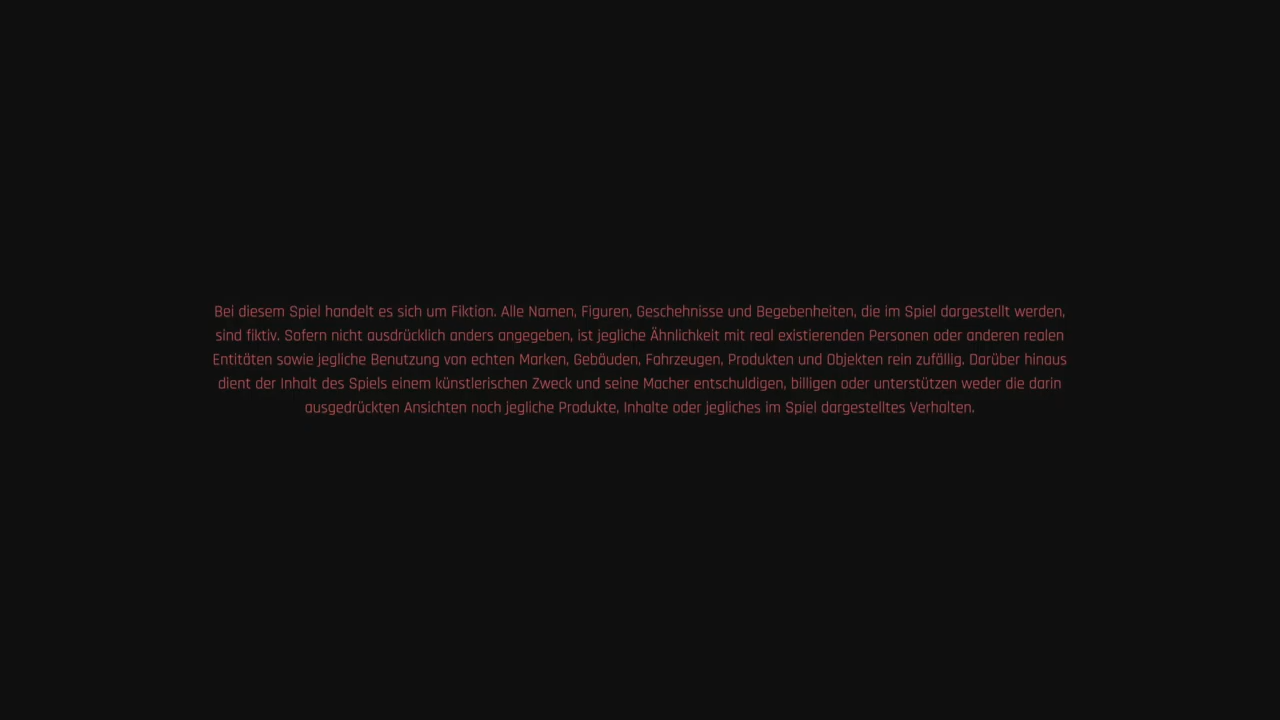 Bei diesem Spiel handelt es sich um Fiktion. Alle Namen, Figuren, Geschehnisse und Begebenheiten, die im Spiel dargestellt werden,
sind fiktiv. Sofern nicht ausdrücklich anders angegeben, ist jegliche Ähnlichkeit mit real existierenden Personen oder anderen realen
Entitäten sowie jegliche Benutzung von echten Marken, Gebäuden, Fahrzeugen, Produkten und Objekten rein zufällig. Darüber hinaus
dient der Inhalt des Spiels einem künstlerischen Zweck und seine Macher entschuldigen, billigen oder unterstützen weder die darin
ausgedrückten Ansichten noch jegliche Produkte, Inhalte oder jegliches im Spiel dargestelltes Verhalten.